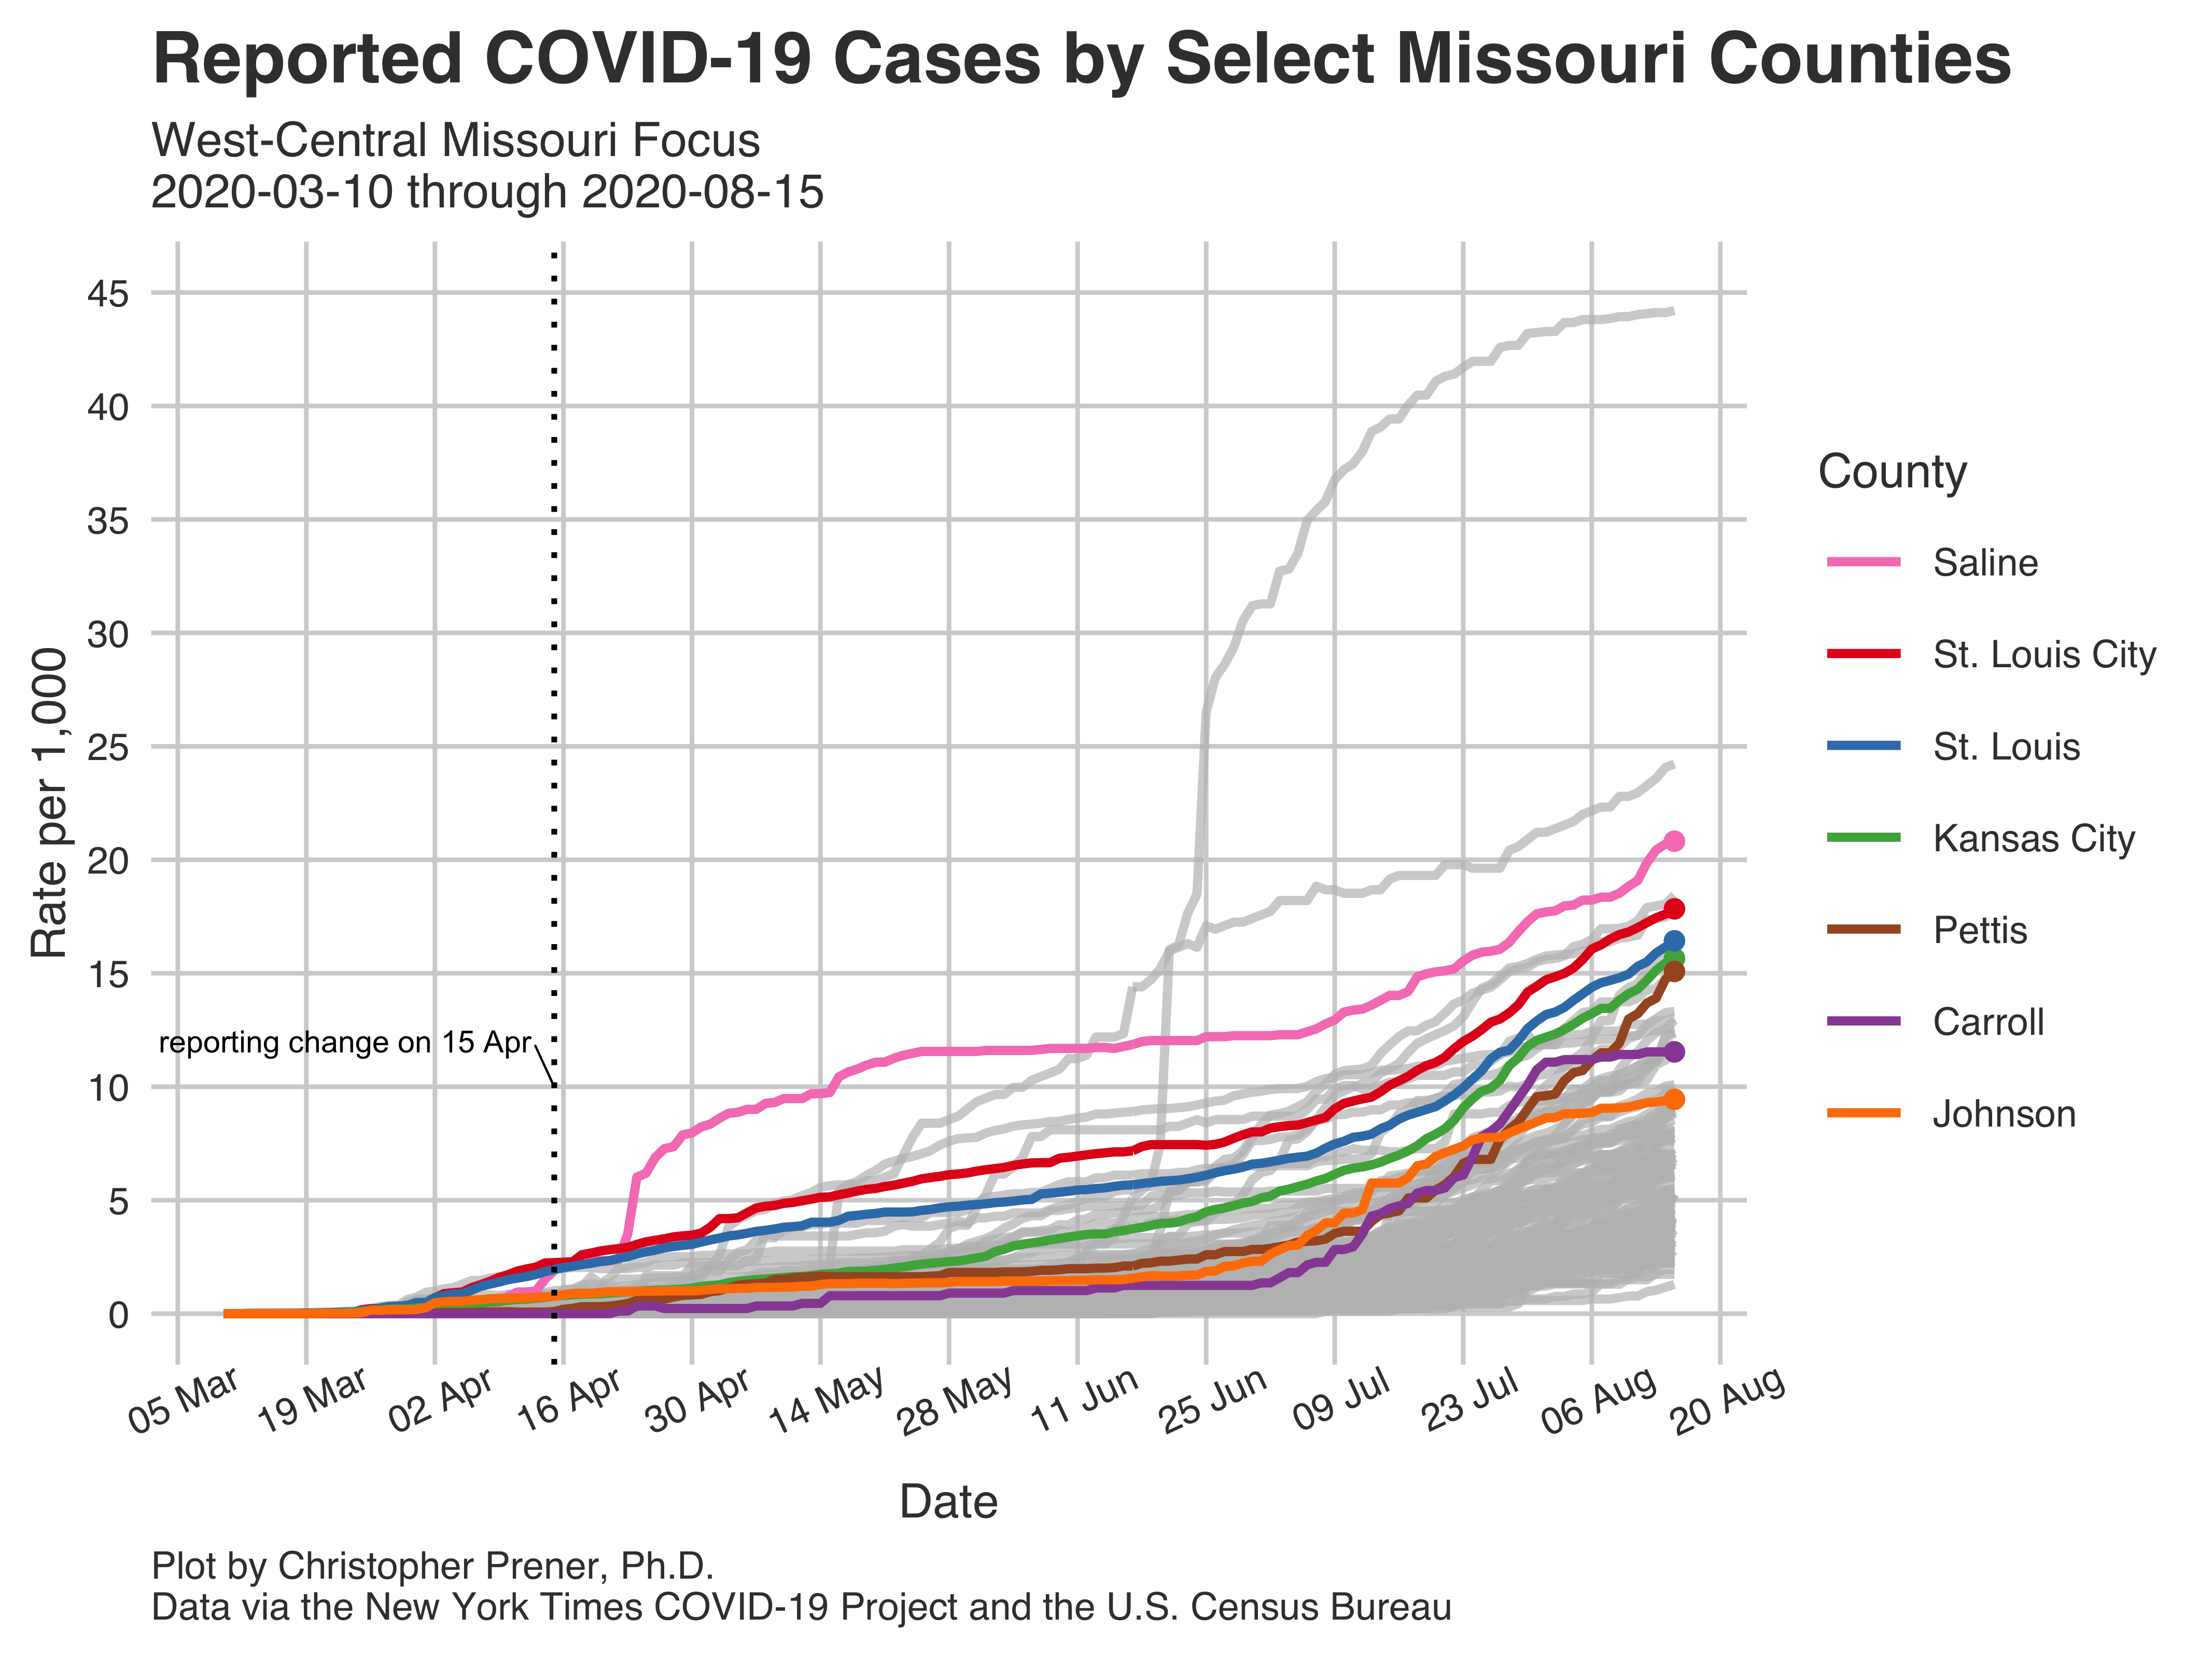 Reported COVID-19 Cases by Select Missouri Counties
West-Central Missouri Focus
2020-03-10 through 2020-08-15
45
40
35
30
25
20
15
10
5
0
Rate per 1,000
reporting change on 15 Apr
05 Mar
19 Mar
02 Apr
16 Apr
30 Apr
14 May
28 May
11 Jun
25 Jun
09 Jul
23 Jul
06 Aug
20 Aug
Date
County
Saline
St. Louis City
St. Louis
Kansas City
Pettis
Carroll
Johnson
Plot by Christopher Prener, Ph.D.
Data via the New York Times COVID-19 Project and the U.S. Census Bureau